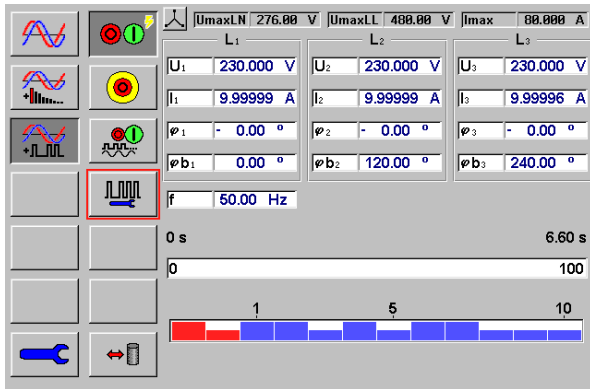 UmaxLN 276.00 V UmaxLL 480.00 V Imax 80.000 A
L1 L2 L3
U1 230.000 V U2 230.000 V U3 230.000 V
I1 9.99999 A I2 9.99999 A I3 9.99996 A
φ1 - 0.00 º φ2 - 0.00 º φ3 - 0.00 º
φb1 0.00 º φb2 120.00 º φb3 240.00 º
f 50.00 Hz
0 s 6.60 s
0 100
1 5 10